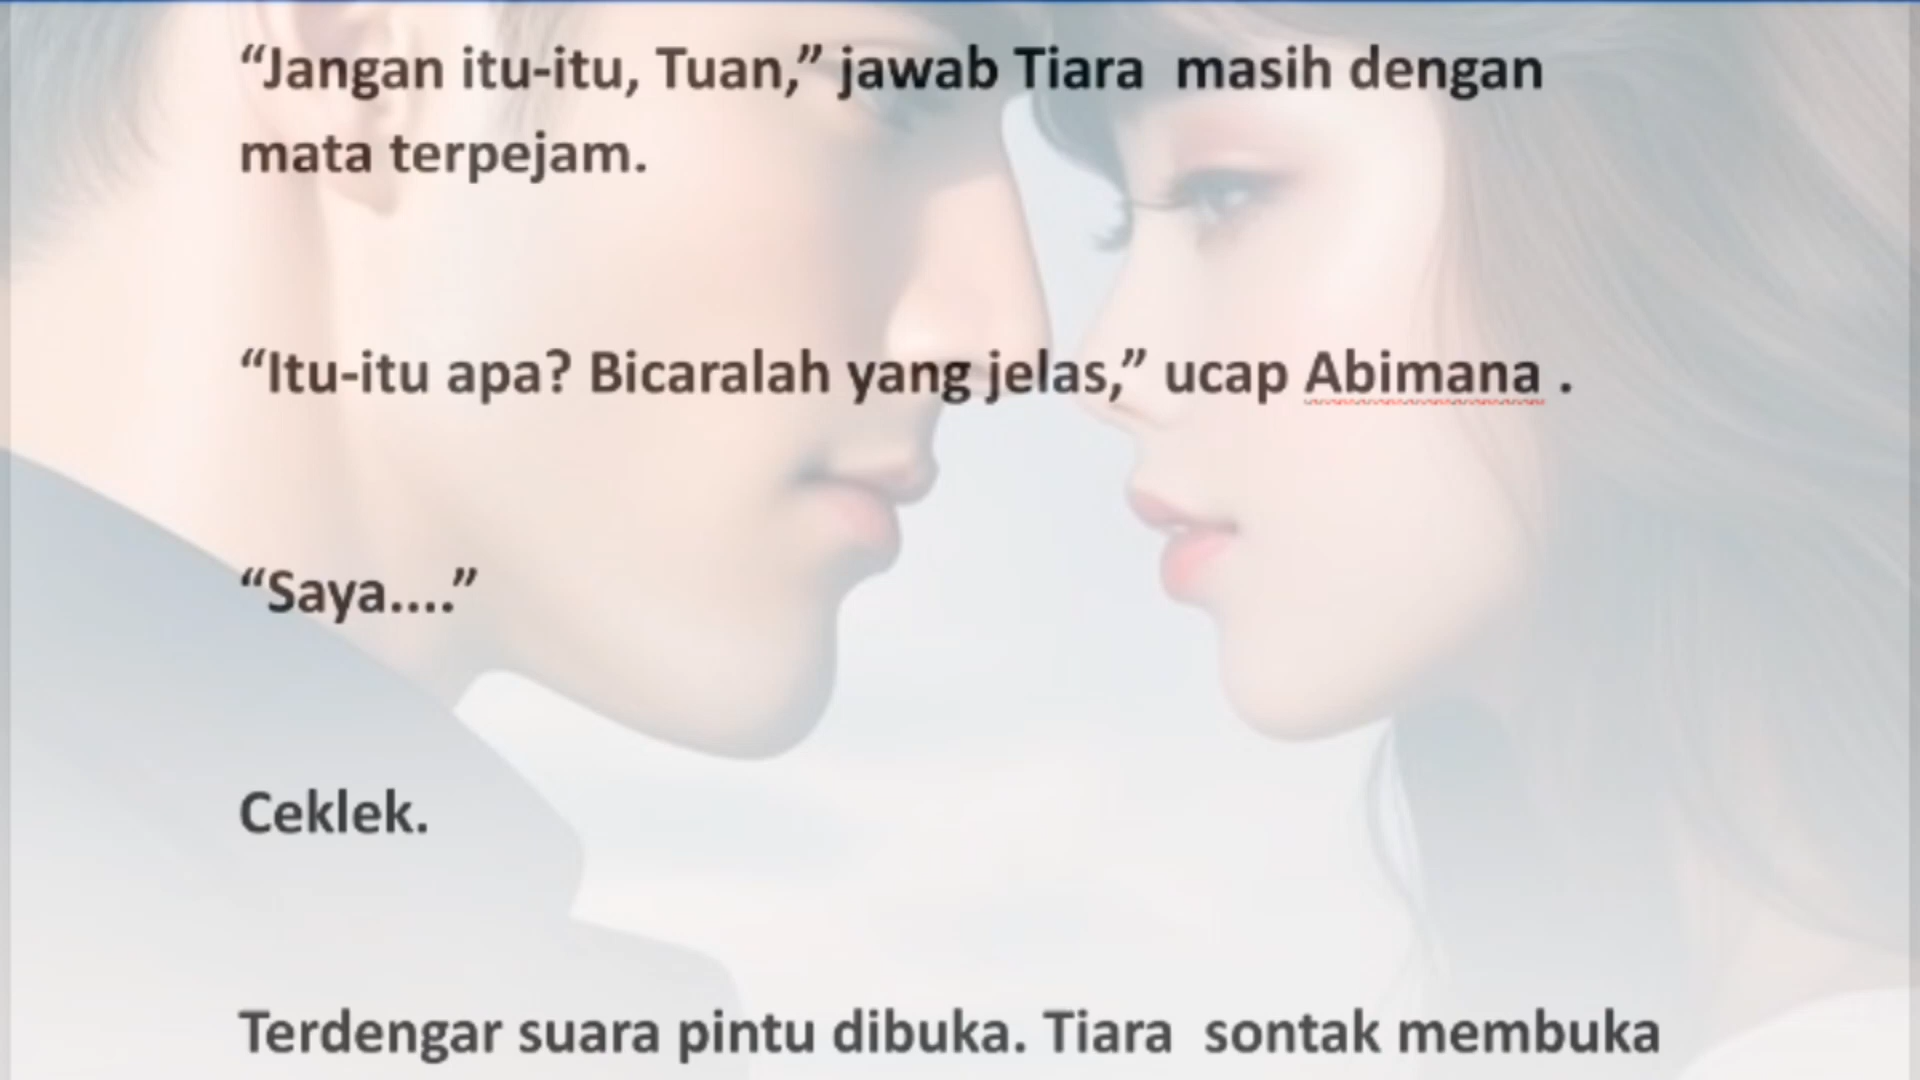 “Jangan itu-itu, Tuan,” jawab Tiara  masih dengan
mata terpejam.
“Itu-itu apa? Bicaralah yang jelas,” ucap Abimana .
“Saya....”
Ceklek.
Terdengar suara pintu dibuka. Tiara  sontak membuka